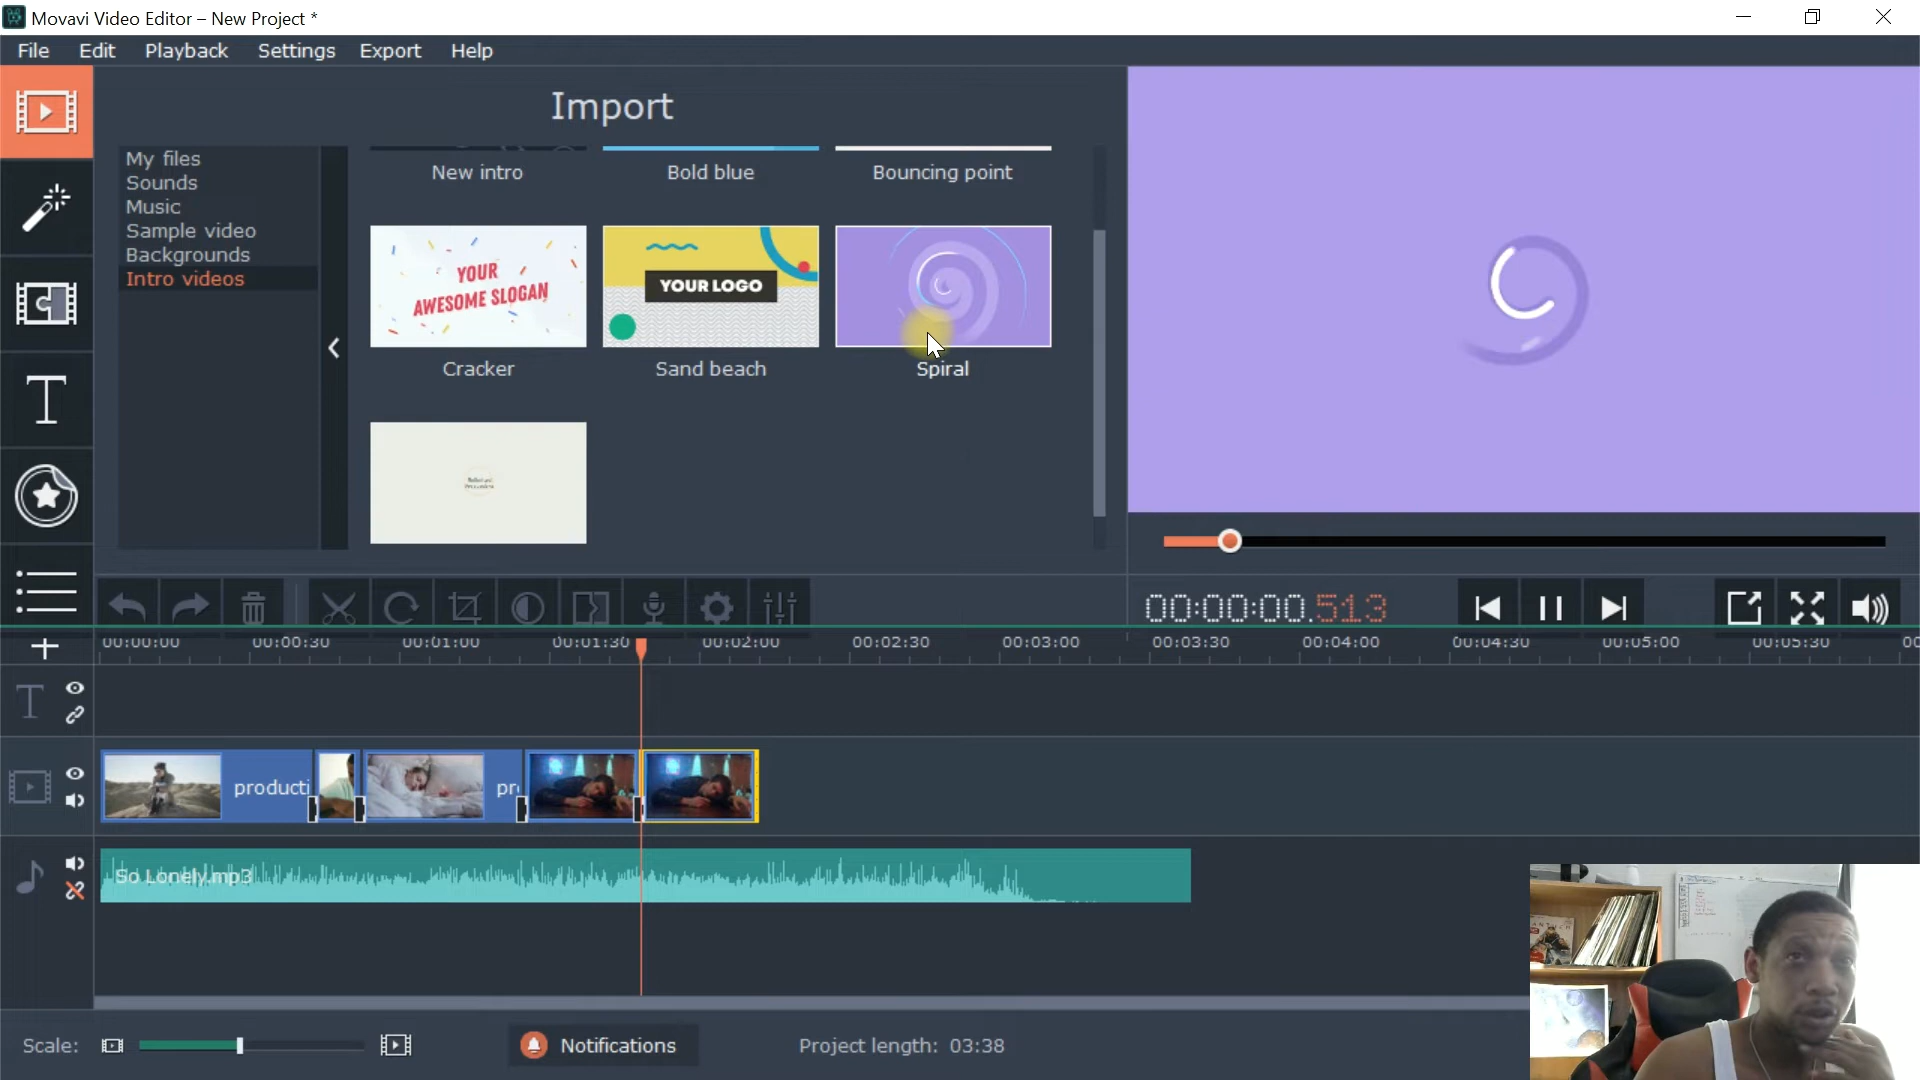 Movavi Video Editor – New Project *
File Edit Playback Settings Export Help
Import
My files
Sounds
Music
Sample video
Backgrounds
Intro videos
New intro Bold blue Bouncing point
YOUR
AWESOME SLOGAN
YOUR LOGO
Cracker Sand beach Spiral
00:00:00.513
00:00:00 00:00:30 00:01:00 00:01:30 00:02:00 00:02:30 00:03:00 00:03:30 00:04:00 00:04:30 00:05:00 00:05:30 00
T
T
producti pr
So Lonely.mp3
Scale: Notifications Project length: 03:38